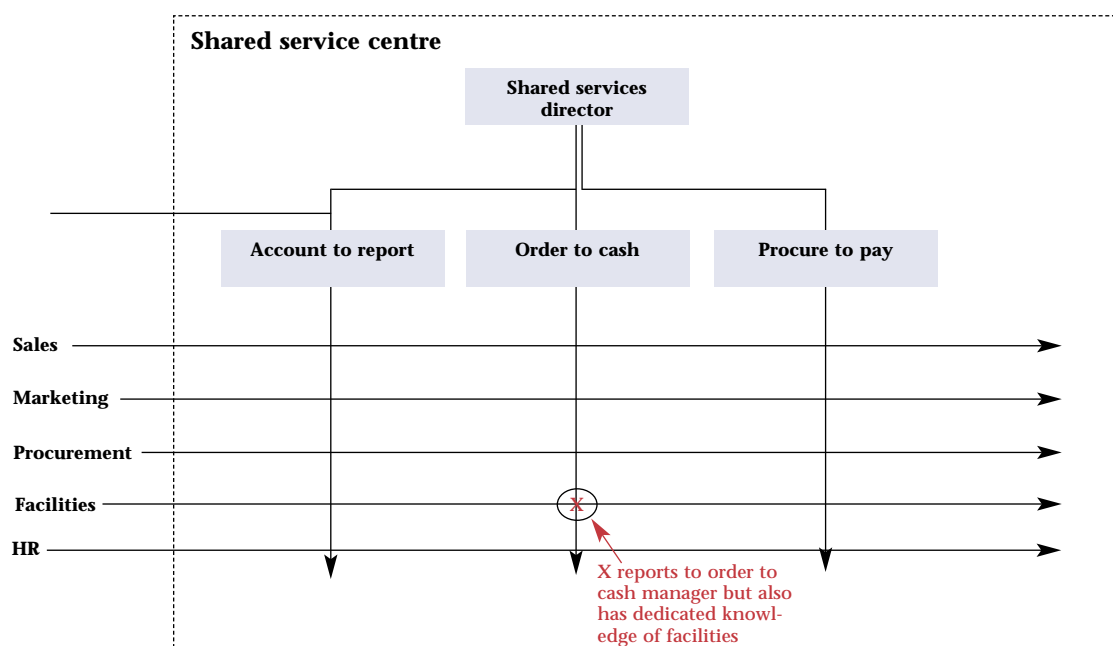 Shared service centre
Shared services
director
Account to report
Order to cash
Procure to pay
Sales
Marketing
Procurement
Facilities
X
HR
X reports to order to
cash manager but also
has dedicated knowl-
edge of facilities